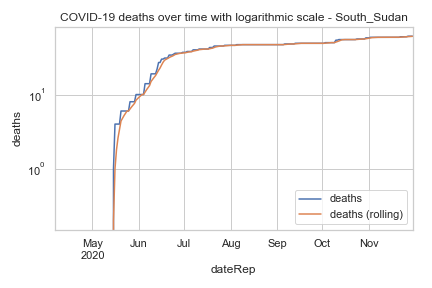 COVID-19 deaths over time with logarithmic scale - South_Sudan
deaths
10^1
10^0
deaths
deaths (rolling)
May
2020
Jun
Jul
Aug
Sep
Oct
Nov
dateRep